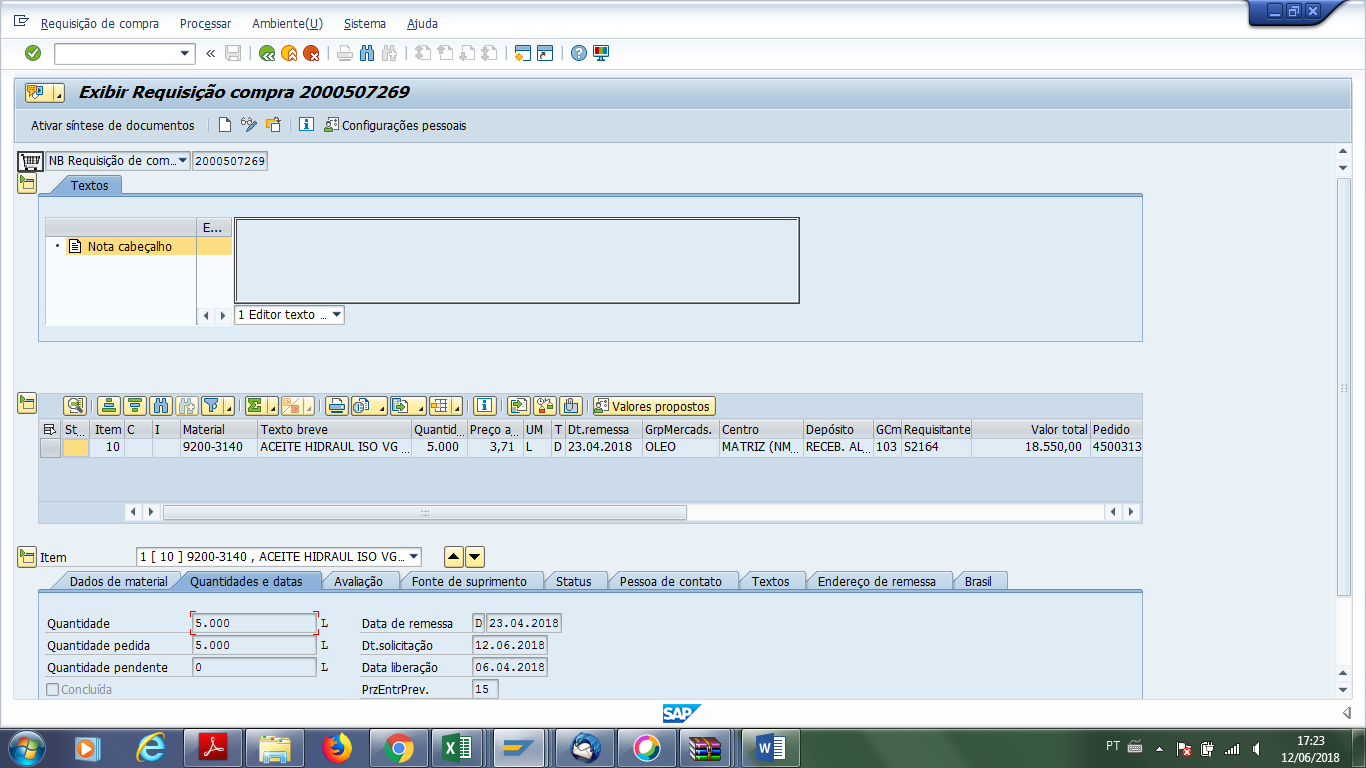 Requisição de compra Processar Ambiente(U) Sistema Ajuda
Exibir Requisição compra 2000507269
Ativar síntese de documentos Configurações pessoais
NB Requisição de com... 2000507269
Textos
E...
Nota cabeçalho
1 Editor texto ...
Valores propostos
St... Item C I Material Texto breve Quantid... Preço a... UM T Dt.remessa GrpMercads. Centro Depósito GCm Requisitante Valor total Pedido
10 9200-3140 ACEITE HIDRAUL ISO VG ... 5.000 3,71 L D 23.04.2018 OLEO MATRIZ (NM... RECEB. AL... 103 S2164 18.550,00 4500313
Item 1 [ 10 ] 9200-3140 , ACEITE HIDRAUL ISO VG...
Dados de material Quantidades e datas Avaliação Fonte de suprimento Status Pessoa de contato Textos Endereço de remessa Brasil
Quantidade 5.000 L Data de remessa D 23.04.2018
Quantidade pedida 5.000 L Dt.solicitação 12.06.2018
Quantidade pendente 0 L Data liberação 06.04.2018
Concluída PrzEntrPrev. 15
SAP
PT 17:23
12/06/2018